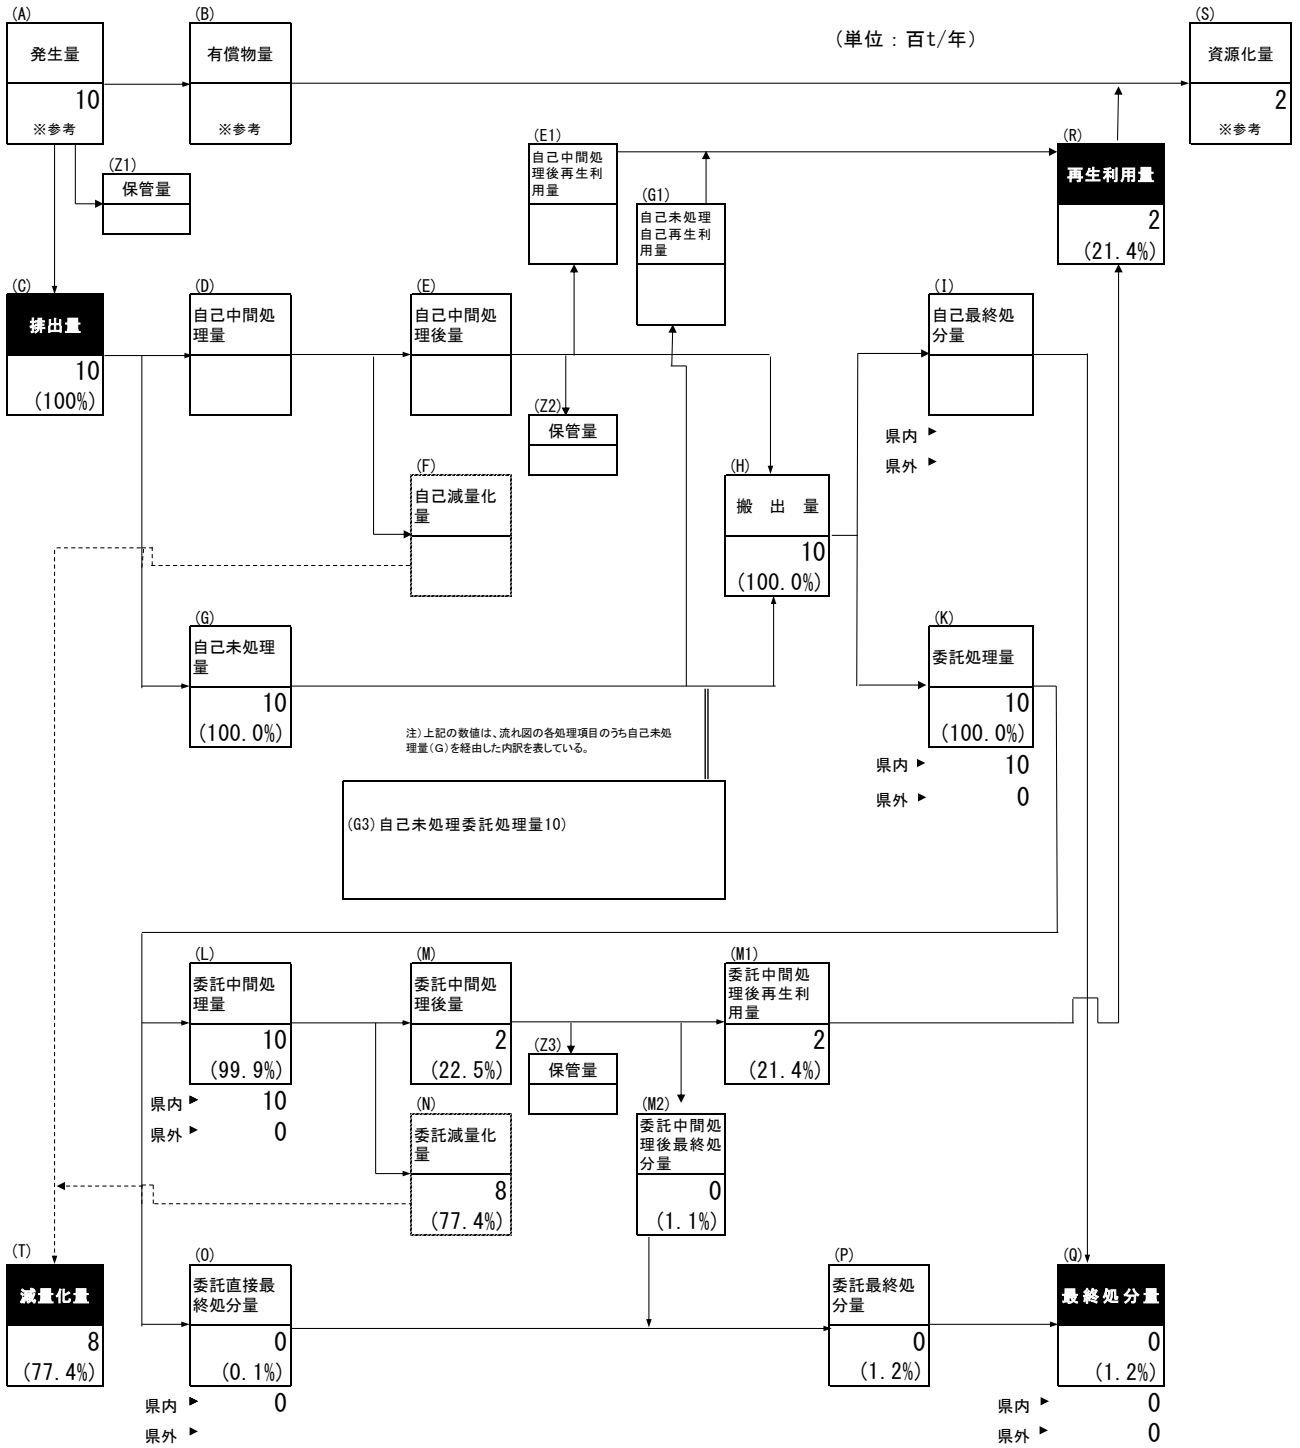 (A)
発生量
10
※参考
(B)
有償物量
※参考
(単位：百t/年)
(S)
資源化量
2
※参考
(Z1)
保管量
(E1)
自己中間処
理後再生利
用量
(G1)
自己未処理
自己再生利
用量
(R)
再生利用量
2
(21.4%)
(C)
排出量
10
(100%)
(D)
自己中間処
理量
(E)
自己中間処
理後量
(Z2)
保管量
(F)
自己減量化
量
(I)
自己最終処
分量
県内
県外
(H)
搬　出　量
10
(100.0%)
(G)
自己未処理
量
10
(100.0%)
(K)
委託処理量
10
(100.0%)
県内 10
県外 0
注)上記の数値は、流れ図の各処理項目のうち自己未処
理量(G)を経由した内訳を表している。
(G3)自己未処理委託処理量10)
(L)
委託中間処
理量
10
(99.9%)
県内 10
県外 0
(M)
委託中間処
理後量
2
(22.5%)
(Z3)
保管量
(M1)
委託中間処
理後再生利
用量
2
(21.4%)
(N)
委託減量化
量
8
(77.4%)
(M2)
委託中間処
理後最終処
分量
0
(1.1%)
(T)
減量化量
8
(77.4%)
(O)
委託直接最
終処分量
0
(0.1%)
県内 0
県外
(P)
委託最終処
分量
0
(1.2%)
(Q)
最終処分量
0
(1.2%)
県内 0
県外 0